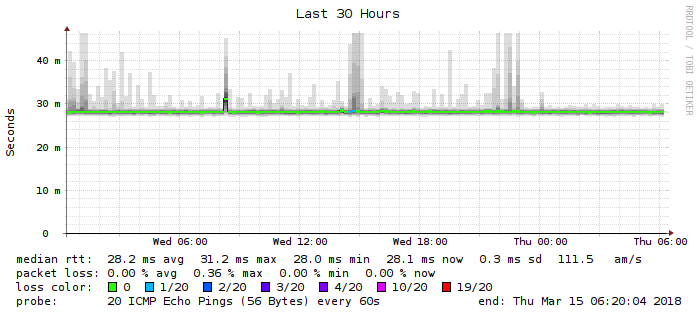 Last 30 Hours
RRDTOOL / TOBI OETIKER
Seconds
40 m
30 m
20 m
10 m
0
Wed 06:00 Wed 12:00 Wed 18:00 Thu 00:00 Thu 06:00
median rtt: 28.2 ms avg 31.2 ms max 28.0 ms min 28.1 ms now 0.3 ms sd 111.5 am/s
packet loss: 0.00 % avg 0.36 % max 0.00 % min 0.00 % now
loss color: 0 1/20 2/20 3/20 4/20 10/20 19/20
probe: 20 ICMP Echo Pings (56 Bytes) every 60s end: Thu Mar 15 06:20:04 2018